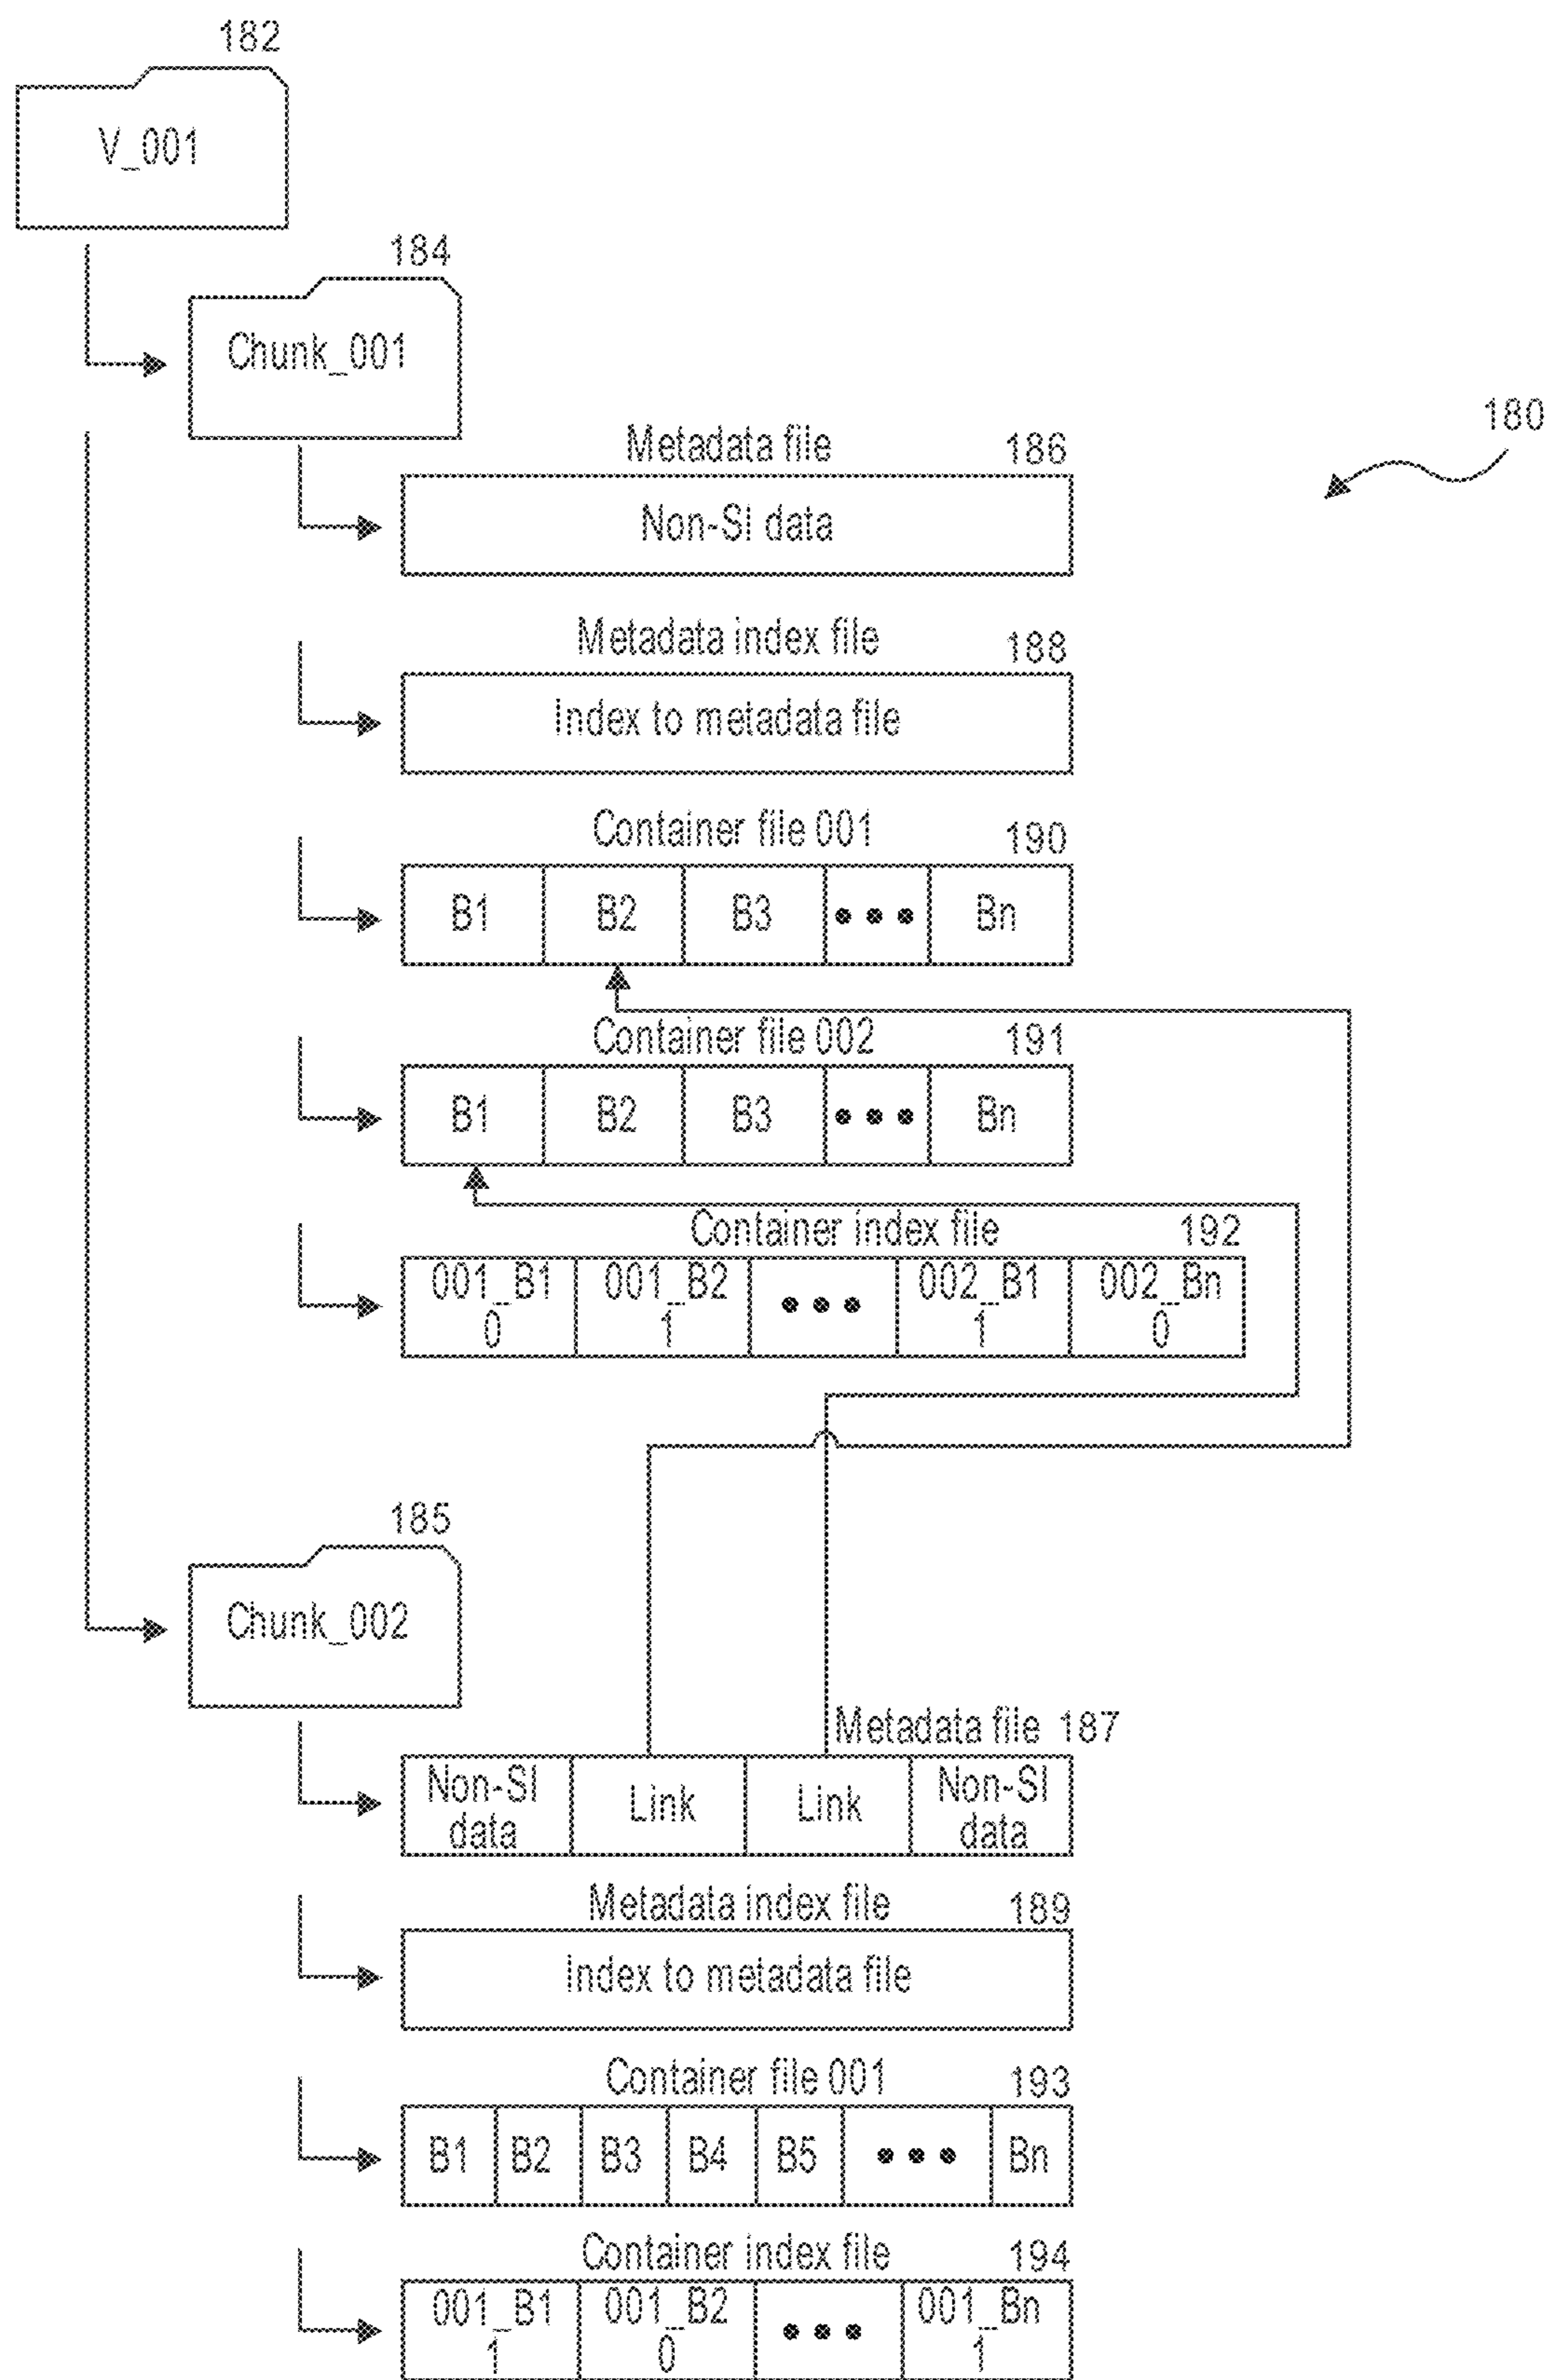 182
V_001
184
Chunk_001
180
Metadata file 186
Non-SI data
Metadata index file 188
Index to metadata file
Container file 001 190
B1 B2 B3 ••• Bn
Container file 002 191
B1 B2 B3 ••• Bn
Container index file 192
001_B1 001_B2 ••• 002_B1 002_Bn
0 1 1 0
185
Chunk_002
Metadata file 187
Non-SI Link Link Non-SI
data data
Metadata index file 189
Index to metadata file
Container file 001 193
B1 B2 B3 B4 B5 ••• Bn
Container index file 194
001_B1 001_B2 ••• 001_Bn
1 0 1